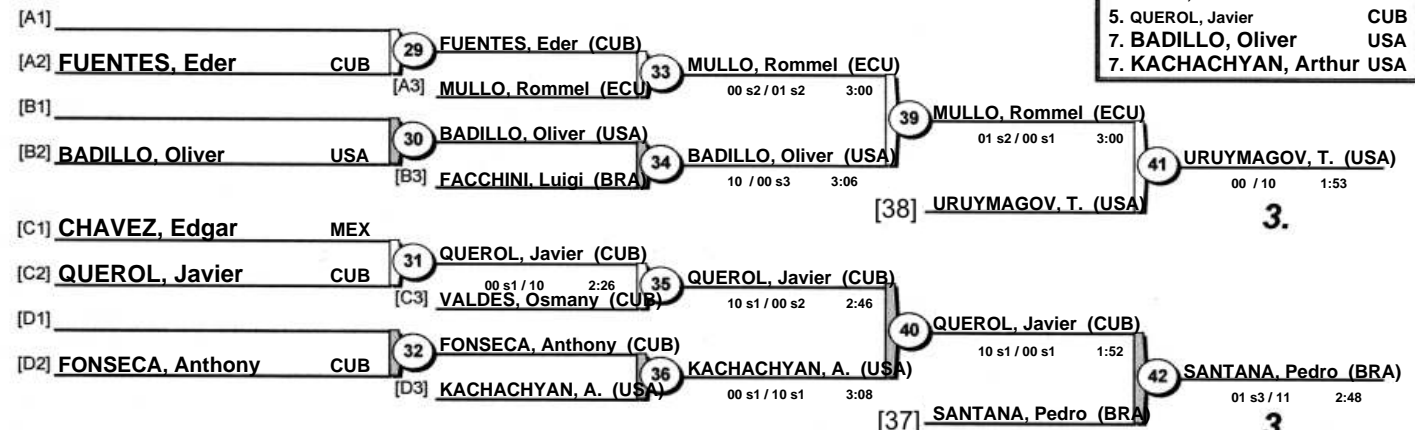 5. QUEROL, Javier CUB
7. BADILLO, Oliver USA
7. KACHACHYAN, Arthur USA
[A1]
[A2] FUENTES, Eder CUB
29
FUENTES, Eder (CUB)
[A3] MULLO, Rommel (ECU)
33
MULLO, Rommel (ECU)
00 s2 / 01 s2 3:00
[B1]
[B2] BADILLO, Oliver USA
30
BADILLO, Oliver (USA)
[B3] FACCHINI, Luigi (BRA)
34
BADILLO, Oliver (USA)
10 / 00 s3 3:06
39
MULLO, Rommel (ECU)
01 s2 / 00 s1 3:00
[38] URUYMAGOV, T. (USA)
41
URUYMAGOV, T. (USA)
00 / 10 1:53
3.
[C1] CHAVEZ, Edgar MEX
[C2] QUEROL, Javier CUB
31
QUEROL, Javier (CUB)
00 s1 / 10 2:26
[C3] VALDES, Osmany (CUB)
35
QUEROL, Javier (CUB)
10 s1 / 00 s2 2:46
[D1]
[D2] FONSECA, Anthony CUB
32
FONSECA, Anthony (CUB)
[D3] KACHACHYAN, A. (USA)
36
KACHACHYAN, A. (USA)
00 s1 / 10 s1 3:08
40
QUEROL, Javier (CUB)
10 s1 / 00 s1 1:52
[37] SANTANA, Pedro (BRA)
42
SANTANA, Pedro (BRA)
01 s3 / 11 2:48
3